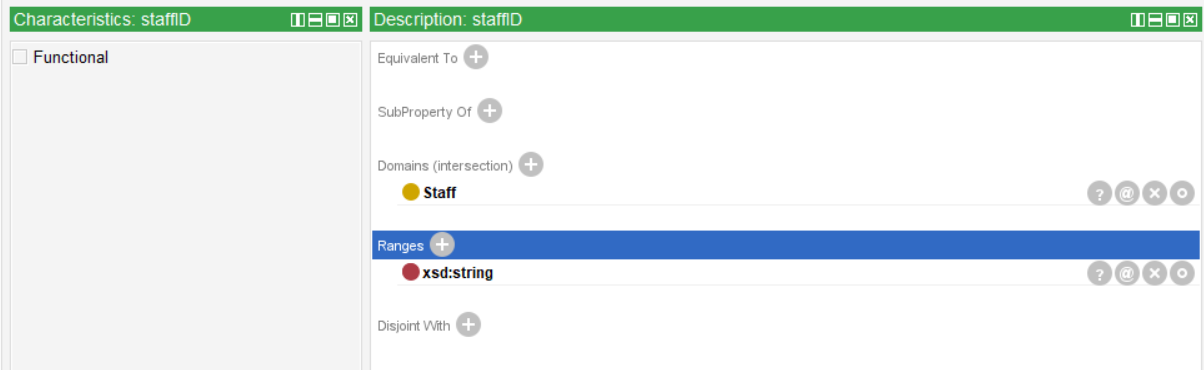 Characteristics: staffID
Functional
Description: staffID
Equivalent To
SubProperty Of
Domains (intersection)
Staff
Ranges
xsd:string
Disjoint With